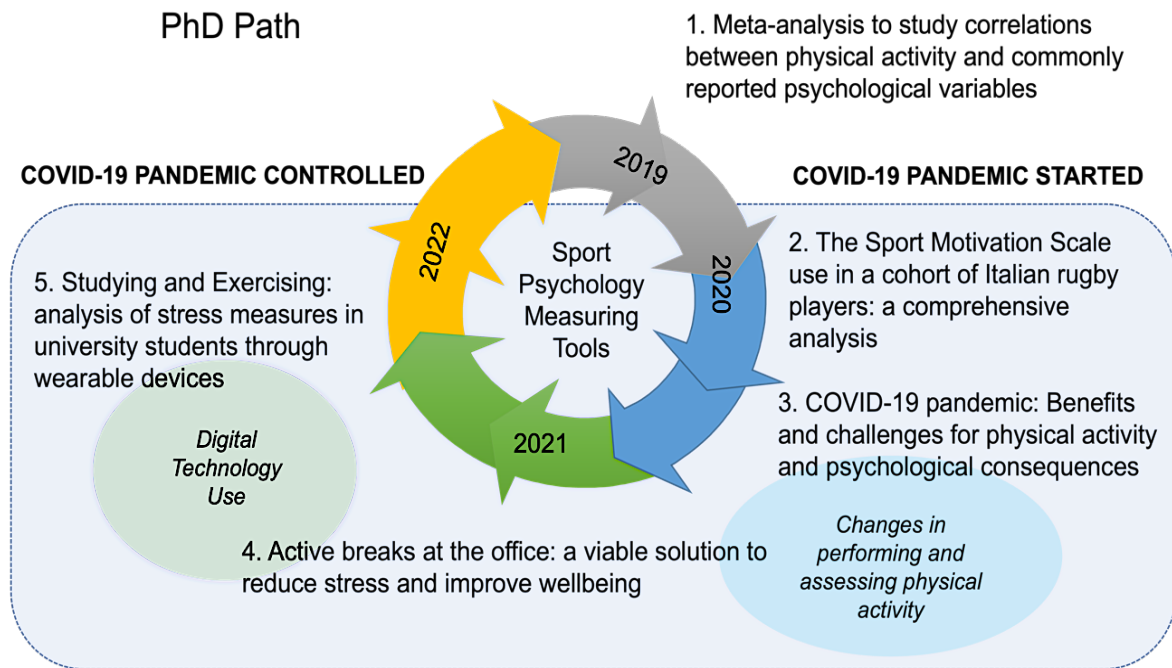 PhD Path
1. Meta-analysis to study correlations
between physical activity and commonly
reported psychological variables
2019
COVID-19 PANDEMIC CONTROLLED
COVID-19 PANDEMIC STARTED
2022
2020
Sport
Psychology
Measuring
Tools
2. The Sport Motivation Scale
use in a cohort of Italian rugby
players: a comprehensive
analysis
5. Studying and Exercising:
analysis of stress measures in
university students through
wearable devices
3. COVID-19 pandemic: Benefits
and challenges for physical activity
and psychological consequences
2021
Digital
Technology
Use
Changes in
performing and
assessing physical
activity
4. Active breaks at the office: a viable solution to
reduce stress and improve wellbeing